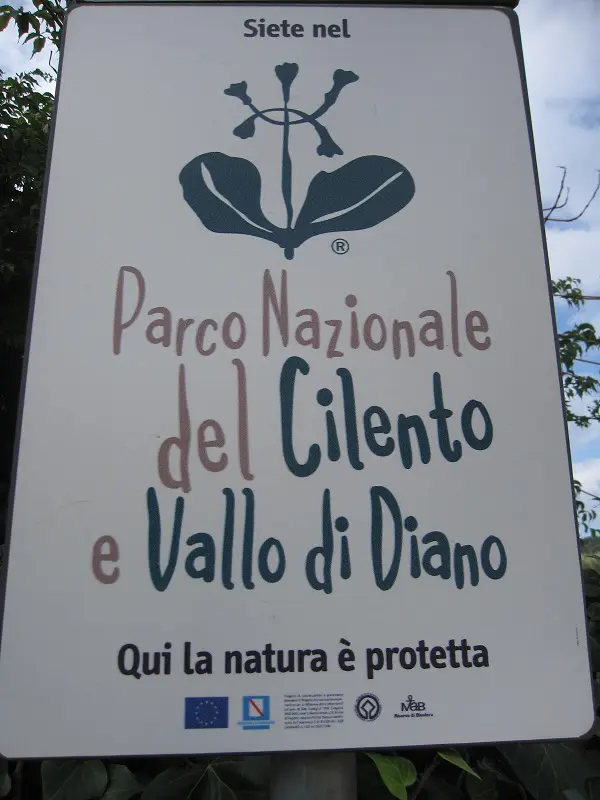 Siete nel
®
Parco Nazionale
del Cilento
e Vallo di Diano
Qui la natura è protetta
MaB